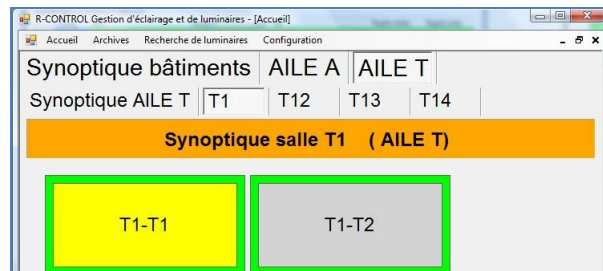 R-CONTROL Gestion d'éclairage et de luminaires - [Accueil]
Accueil Archives Recherche de luminaires Configuration
Synoptique bâtiments AILE A AILE T
Synoptique AILE T T1 T12 T13 T14
Synoptique salle T1 ( AILE T)
T1-T1 T1-T2